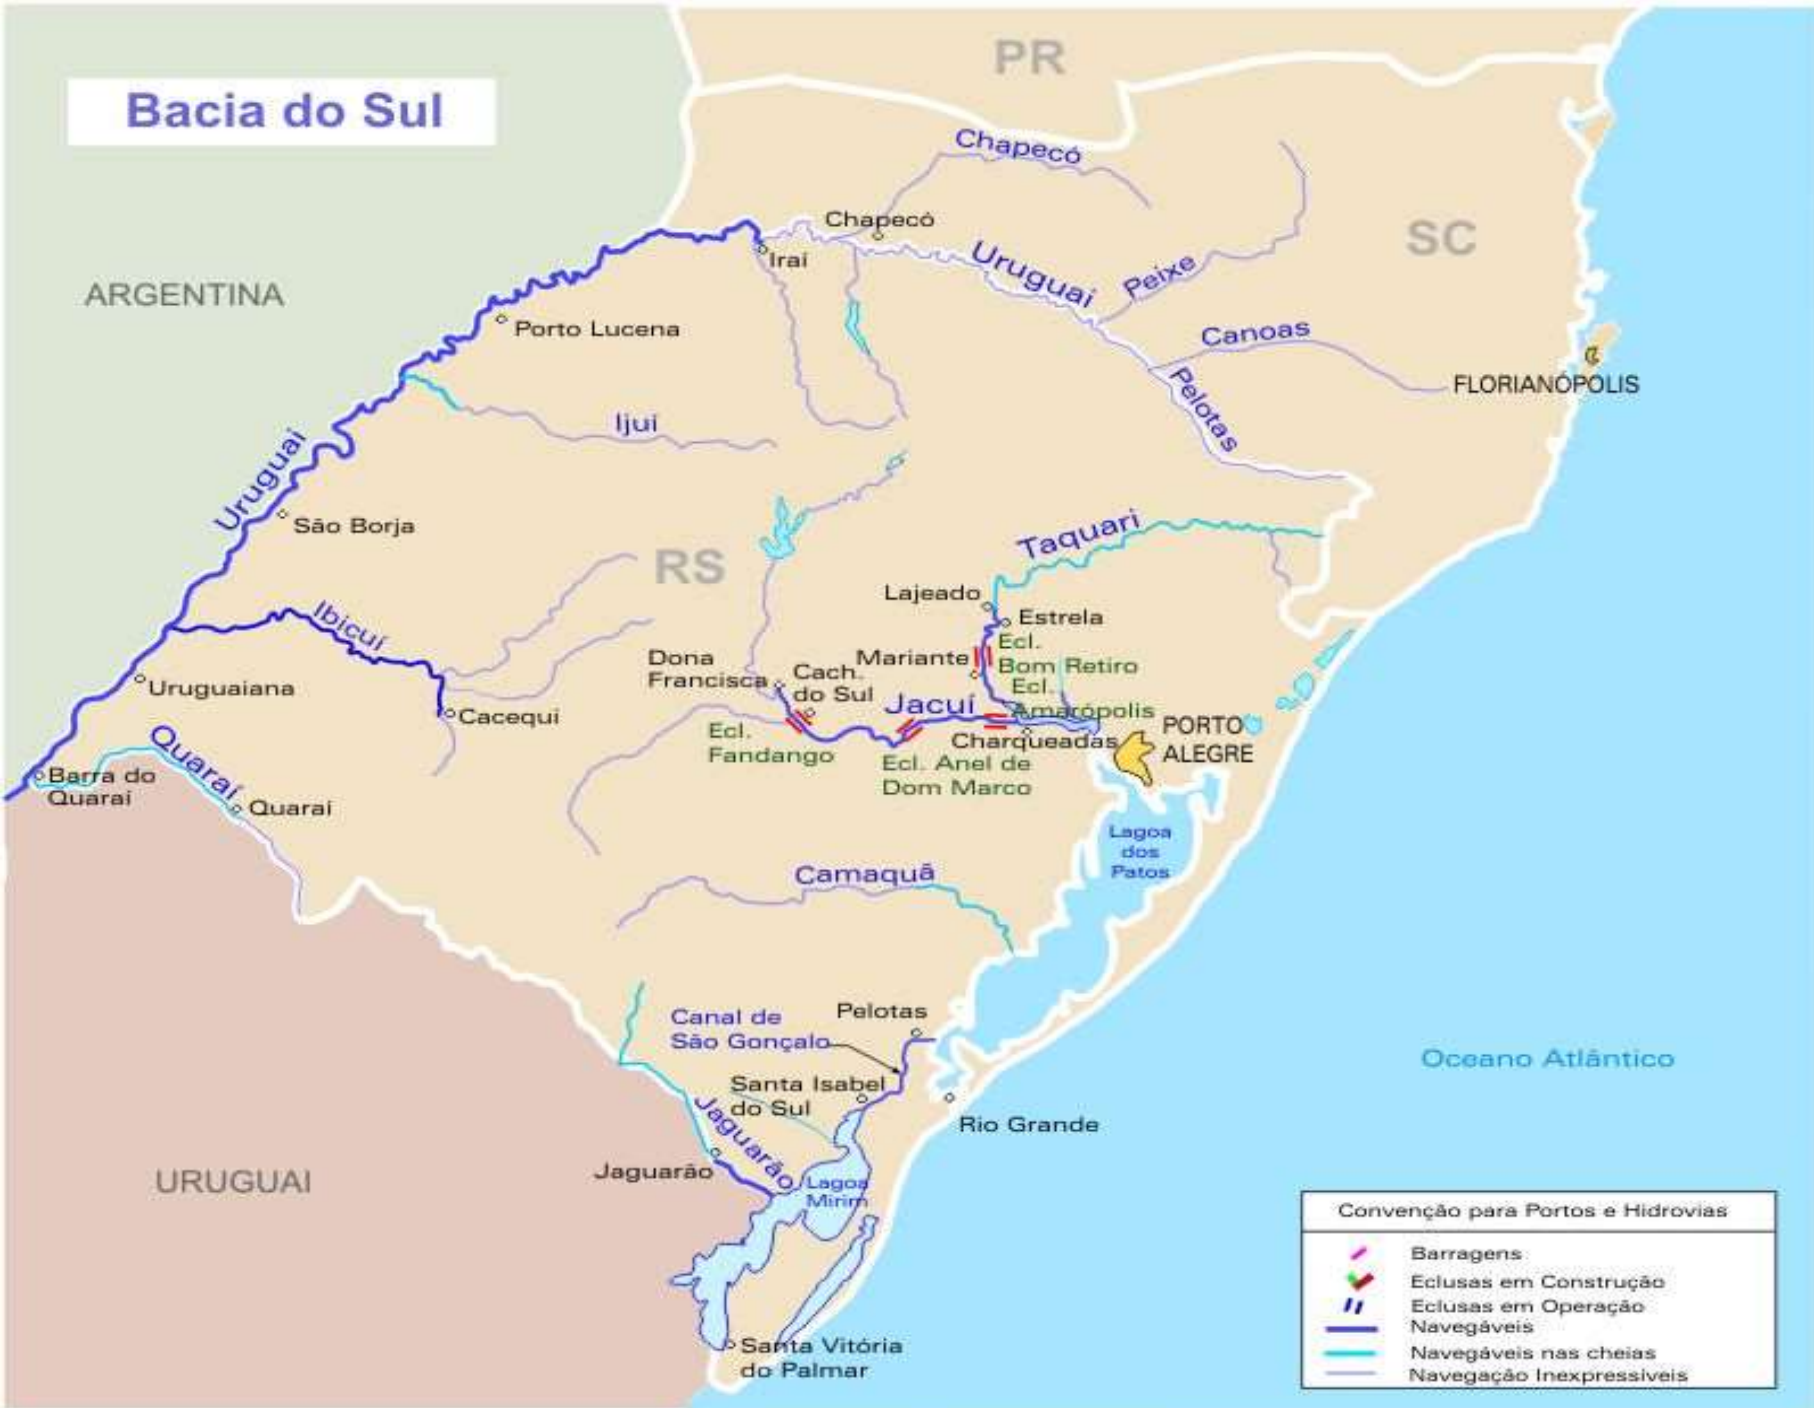 PR
Bacia do Sul
Chapecó
Chapecó
SC
Uruguai
Peixe
Iraí
ARGENTINA
Porto Lucena
Canoas
FLORIANÓPOLIS
Pelotas
Ijuí
Uruguai
São Borja
Taquari
RS
Lajeado
Estrela
Ibicuí
Ecl.
Bom Retiro
Mariante
Dona
Francisca
Cach.
do Sul
Uruguaiana
Ecl.
Amarópolis
Jacuí
Cacequi
PORTO
ALEGRE
Ecl.
Fandango
Charqueadas
Ecl. Anel de
Dom Marco
Quaraí
Barra do
Quaraí
Quaraí
Lagoa
dos
Patos
Camaquã
Canal de
São Gonçalo
Pelotas
Oceano Atlântico
Santa Isabel
do Sul
Rio Grande
Jaguarão
Jaguarão
URUGUAI
Lagoa
Mirim
Santa Vitória
do Palmar
Convenção para Portos e Hidrovias
Barragens
Eclusas em Construção
Eclusas em Operação
Navegáveis
Navegáveis nas cheias
Navegação Inexpressíveis